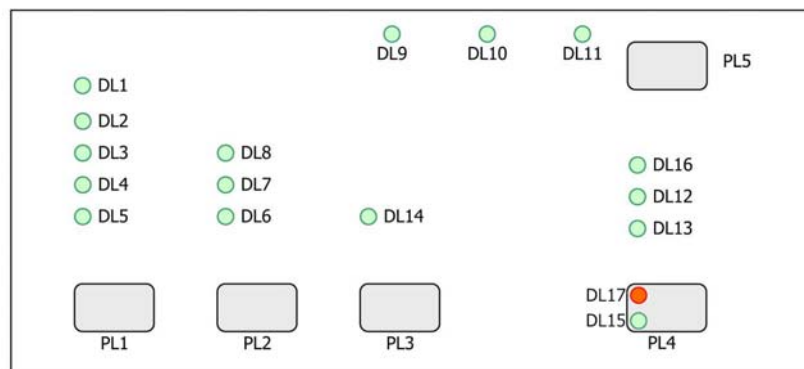 DL9 DL10 DL11
PL5
DL1
DL2
DL3 DL8
DL16
DL4 DL7
DL12
DL5 DL6 DL14
DL13
DL17
DL15
PL1 PL2 PL3 PL4